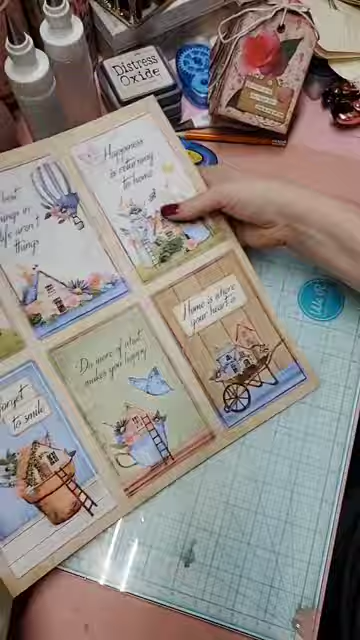 Distress
Oxide
Happiness
is returning
to home
best
things in
life aren't
things
Home is where
your heart is
Do more of what
makes you happy
forget
to smile